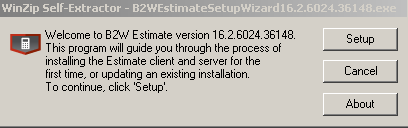 WinZip Self-Extractor - B2WEstimateSetupWizard16.2.6024.36148.exe
Welcome to B2W Estimate version 16.2.6024.36148.
This program will guide you through the process of
installing the Estimate client and server for the
first time, or updating an existing installation.
To continue, click 'Setup'.
Setup
Cancel
About